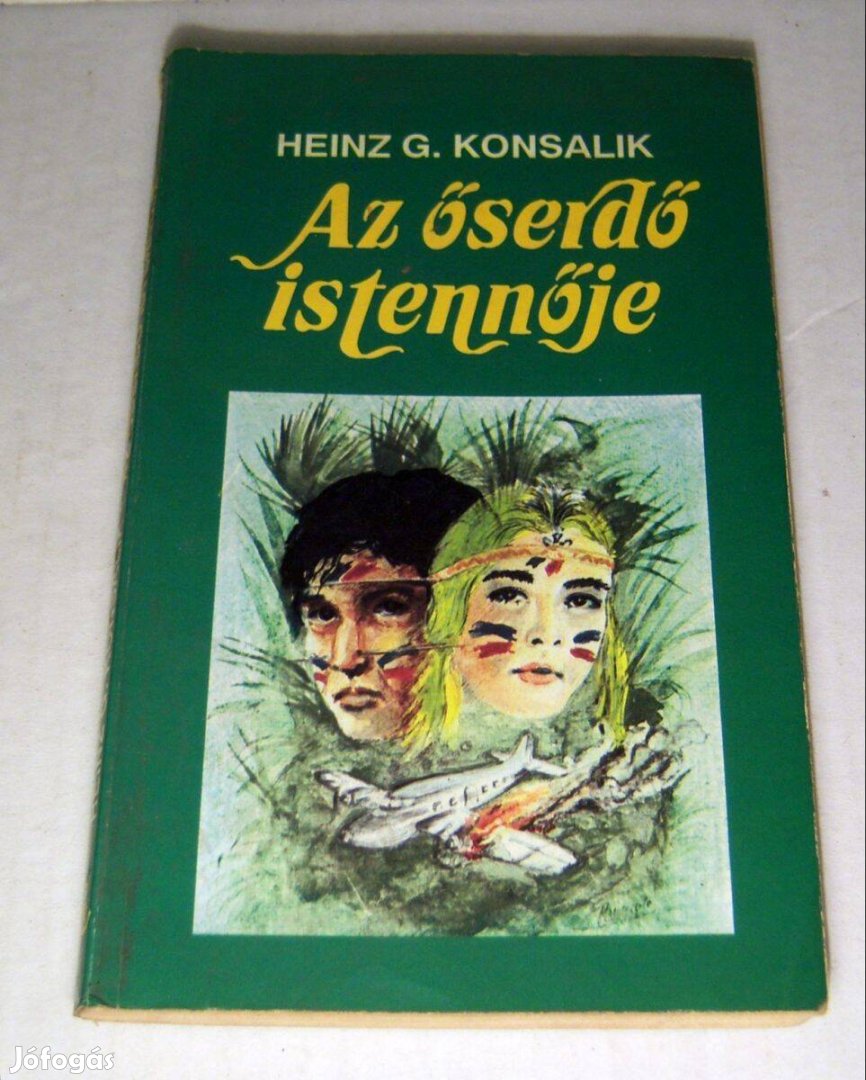 HEINZ G. KONSALIK
Az őserdő
istennője
Jófogás